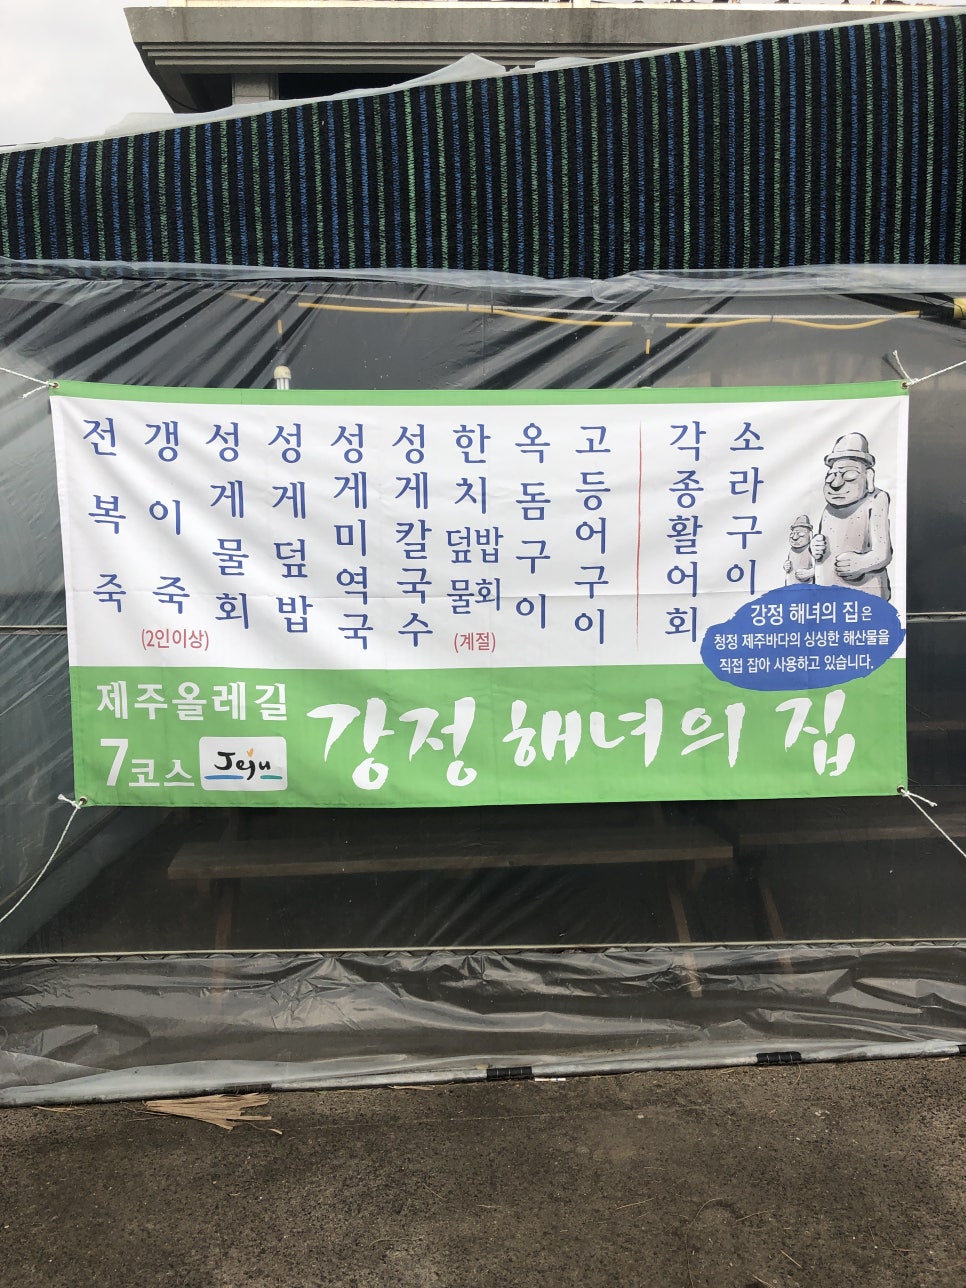 전복죽
갱이죽
(2인이상)
성게물회
성게덮밥
성게미역국
성게칼국수
한치덮밥물회
(계절)
옥돔구이
고등어구이
각종활어회
소라구이
강정 해녀의 집은
청정 제주바다의 싱싱한 해산물을
직접 잡아 사용하고 있습니다.
제주올레길
7코스
Jeju
강정 해녀의 집